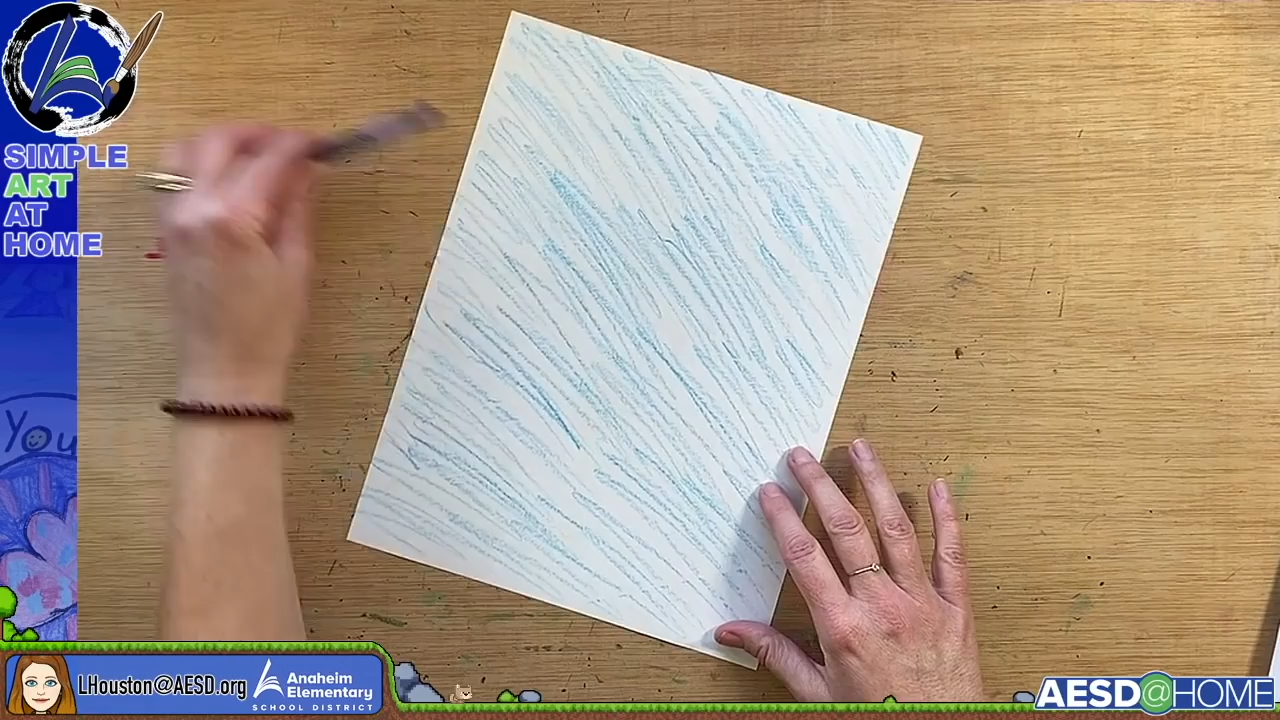 SIMPLE
ART
AT
HOME
You
LHouston@AESD.org
Anaheim
Elementary
SCHOOL DISTRICT
AESD@HOME